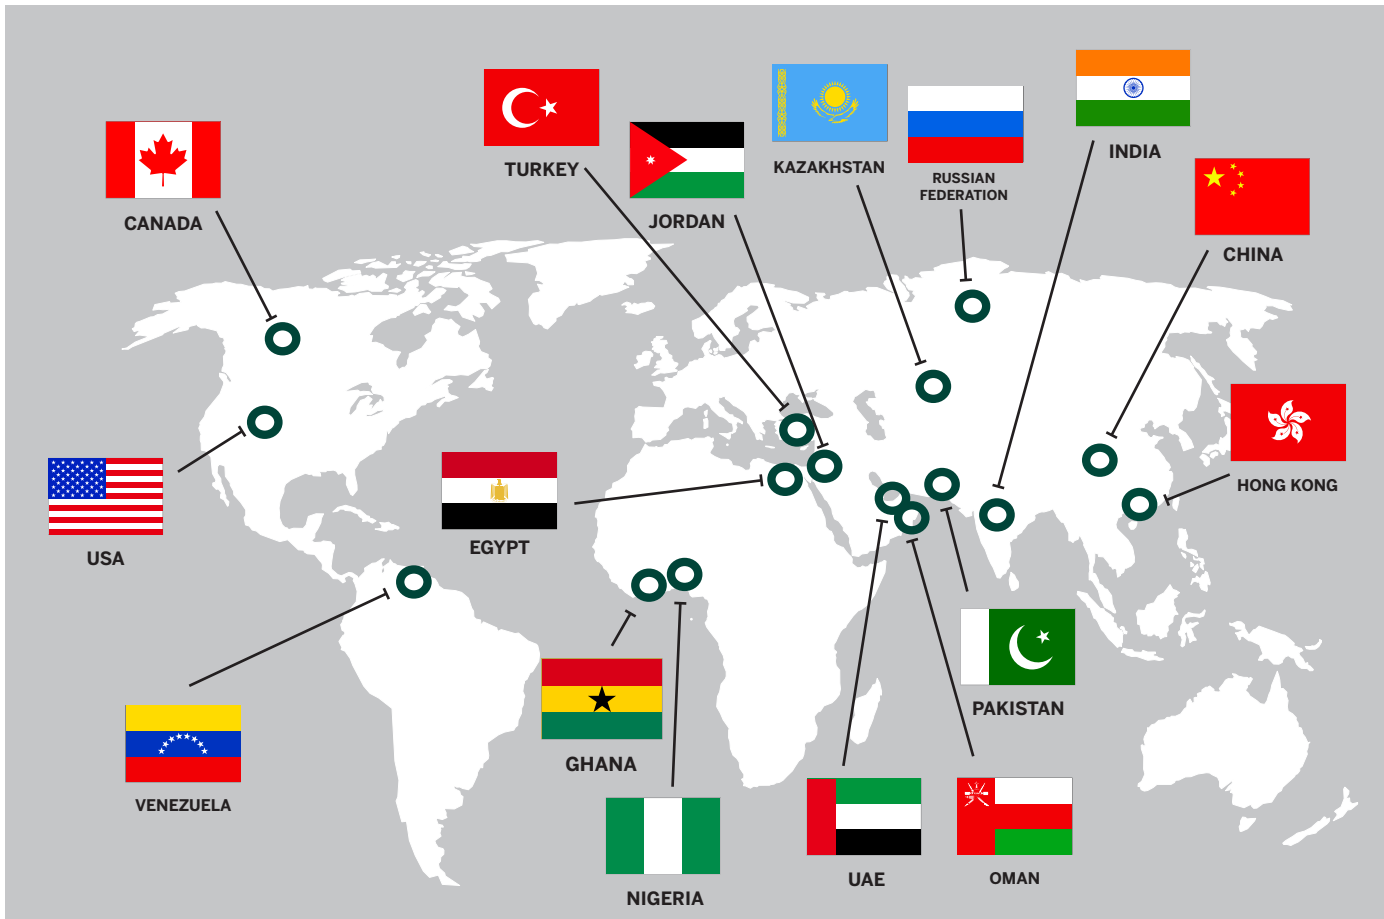 TURKEY
JORDAN
KAZAKHSTAN
RUSSIAN
FEDERATION
INDIA
CANADA
CHINA
HONG KONG
USA
EGYPT
VENEZUELA
GHANA
NIGERIA
PAKISTAN
UAE
OMAN